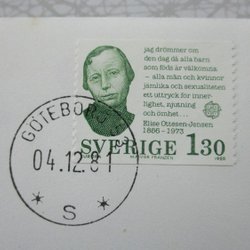 jag drömmer om
den dag då alla barn
som föds är välkomna
– alla män och kvinnor
jämlika och sexualiteten
ett uttryck för inner-
lighet, njutning
och ömhet...
Elise Ottesen-Jensen
1886 – 1973
SVERIGE 130
FRANZÉN 1980
GÖTEBORG
04.12.81
* S *